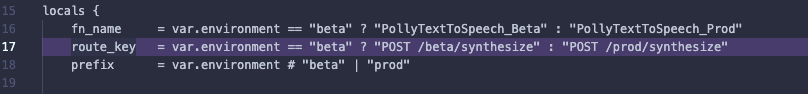 15 locals {
16 fn_name = var.environment == "beta" ? "PollyTextToSpeech_Beta" : "PollyTextToSpeech_Prod"
17 route_key = var.environment == "beta" ? "POST /beta/synthesize" : "POST /prod/synthesize"
18 prefix = var.environment # "beta" | "prod"
19